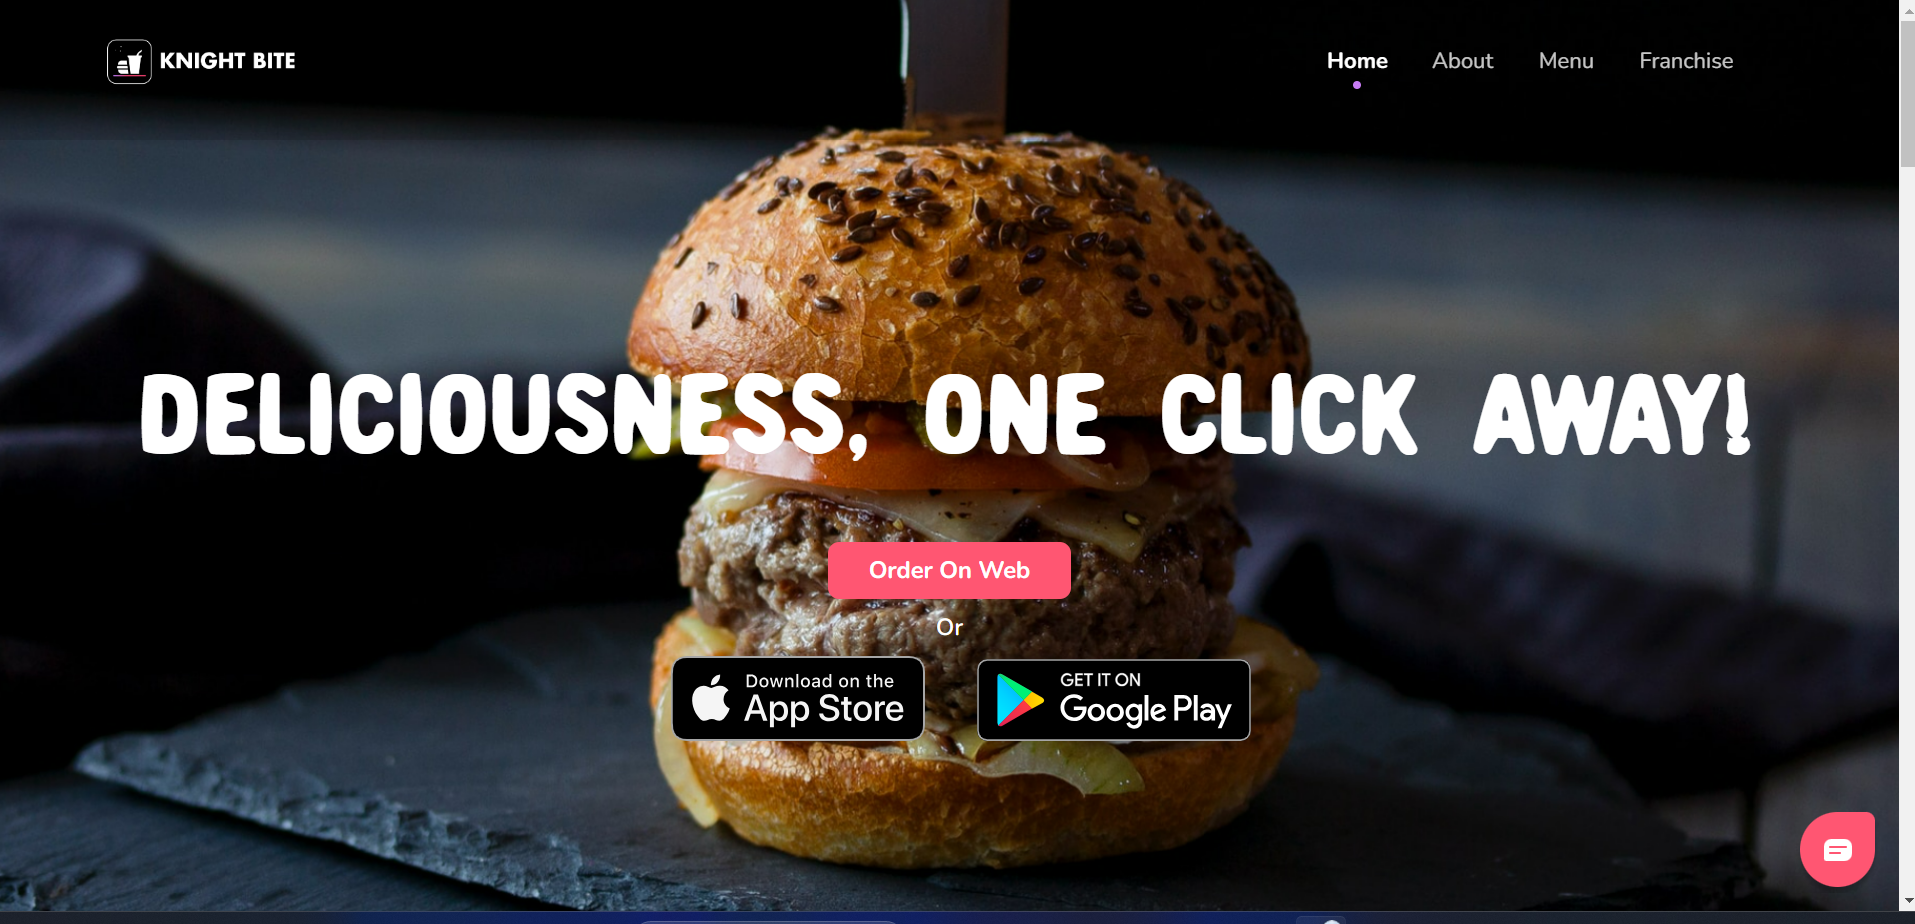 KNIGHT BITE
Home About Menu Franchise
DELICIOUSNESS, ONE CLICK AWAY!
Order On Web
Or
Download on the
App Store
GET IT ON
Google Play